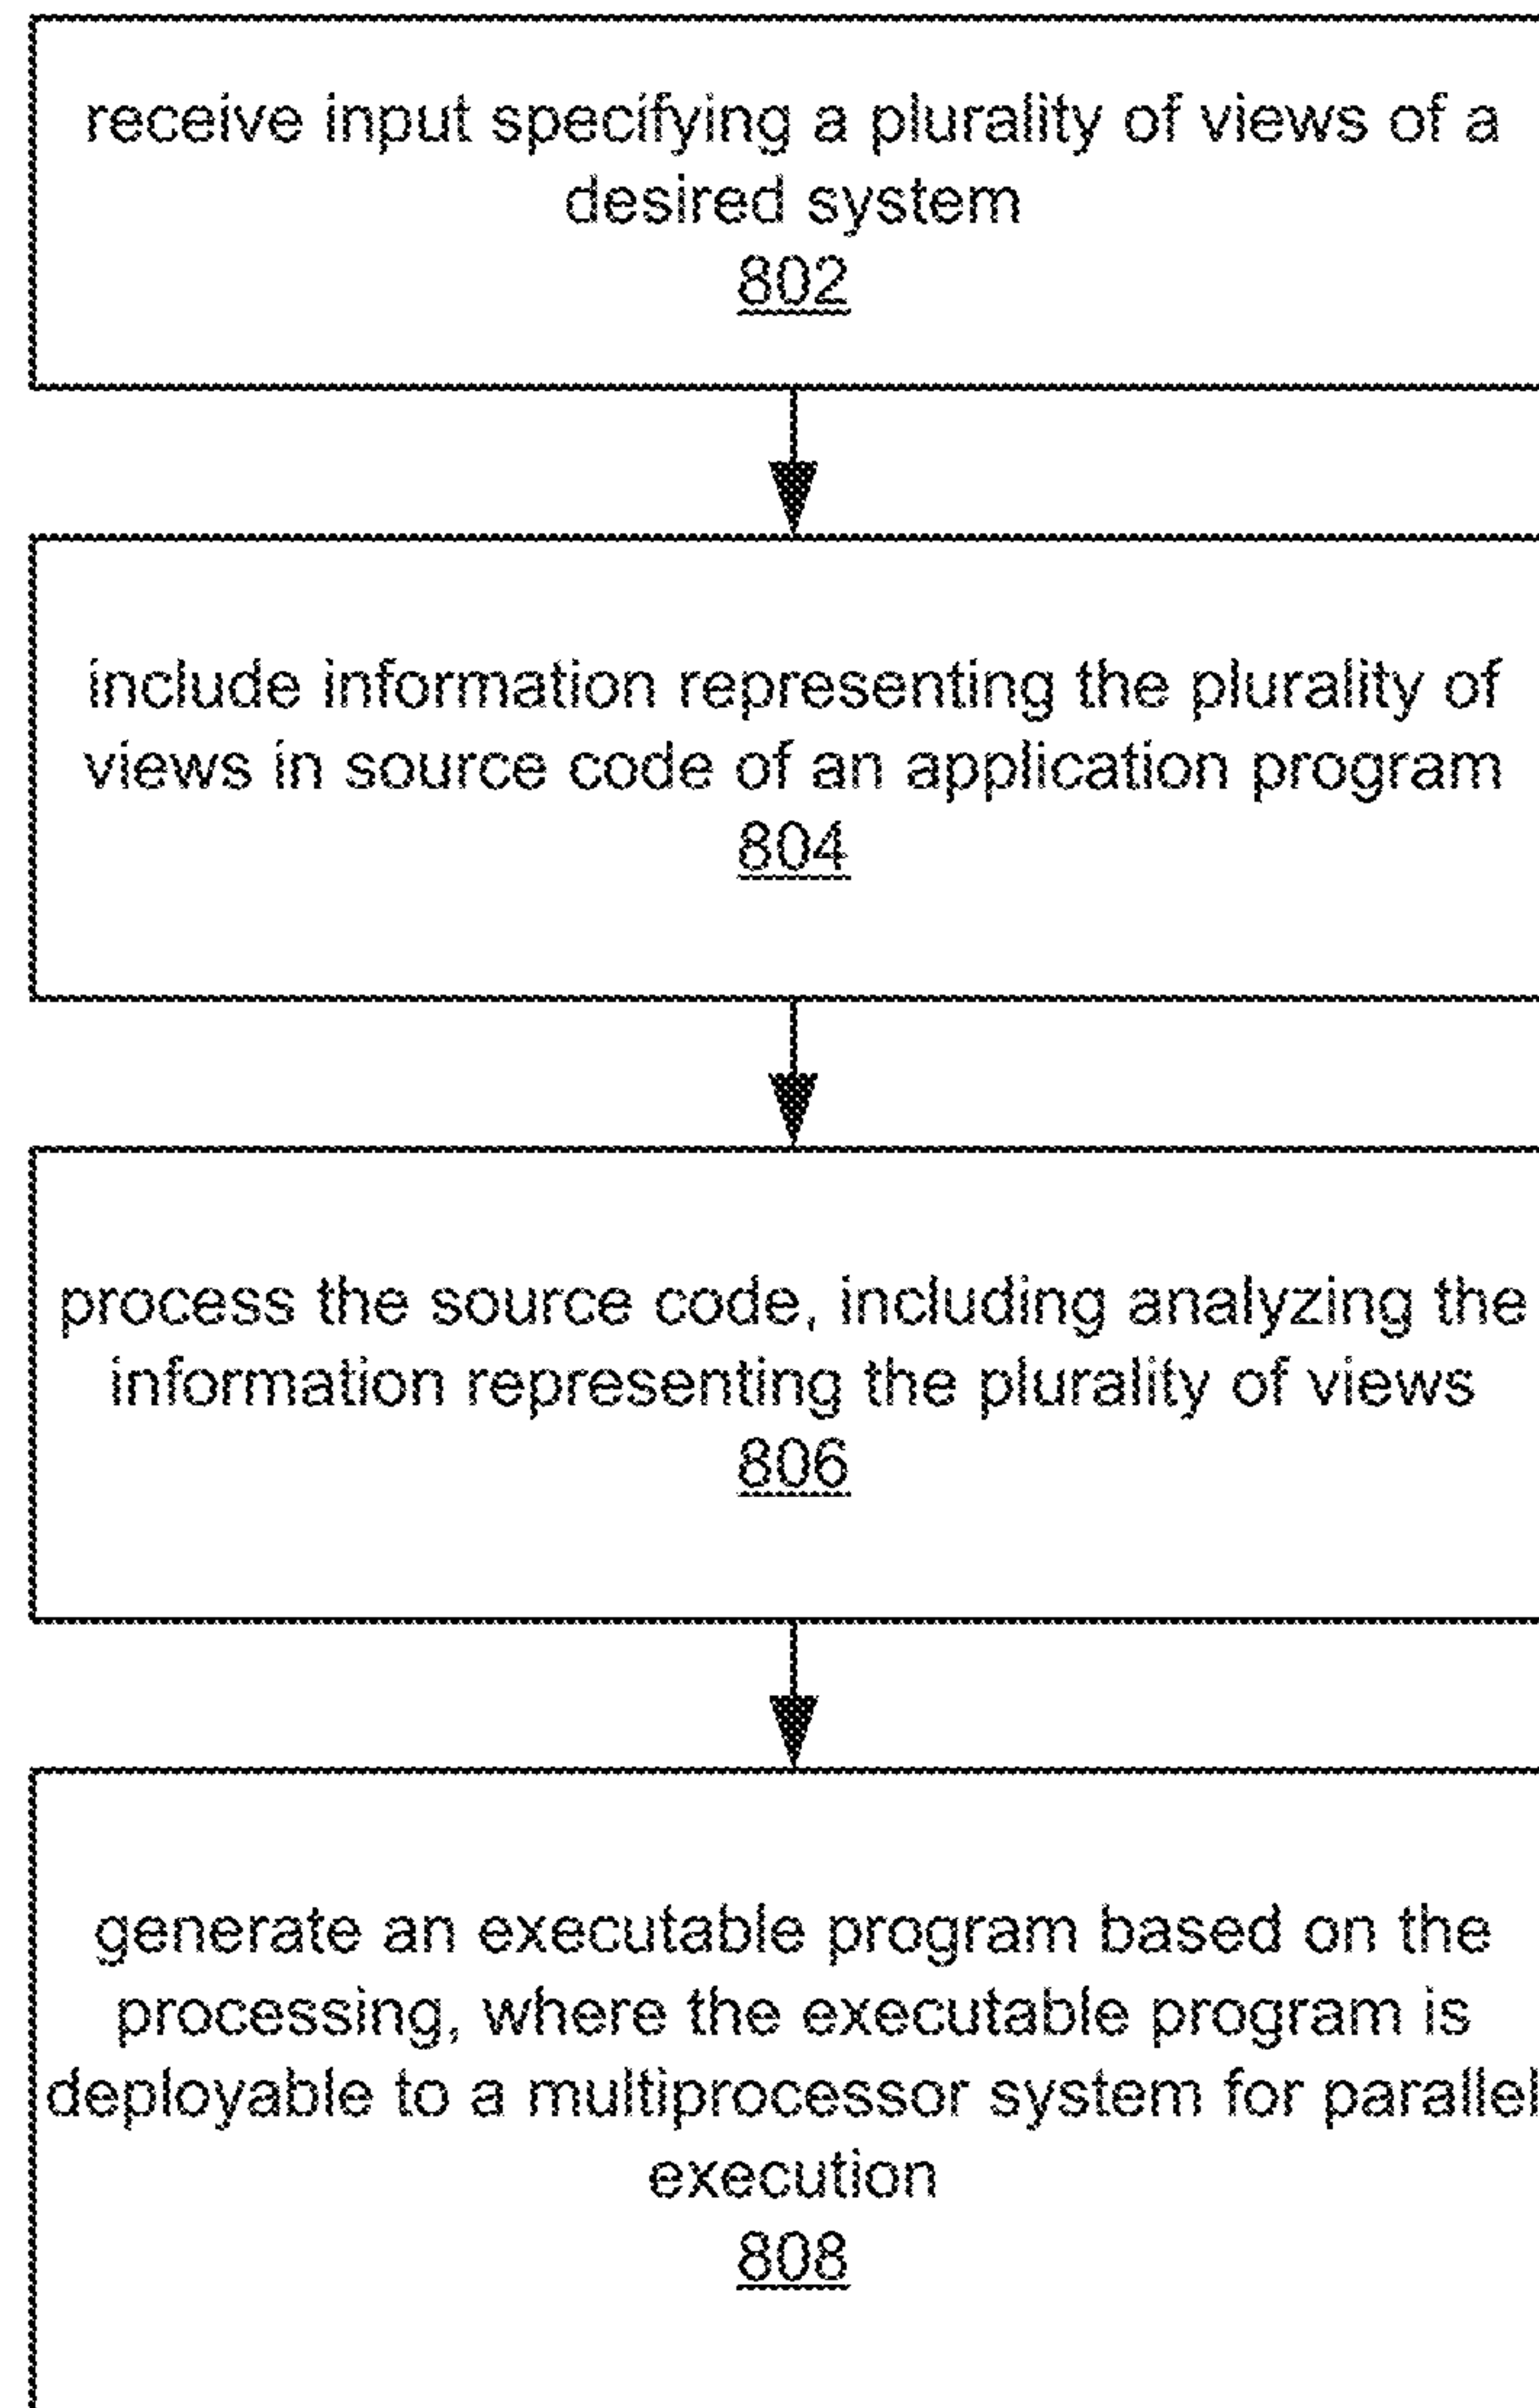 receive input specifying a plurality of views of a
desired system
802
include information representing the plurality of
views in source code of an application program
804
process the source code, including analyzing the
information representing the plurality of views
806
generate an executable program based on the
processing, where the executable program is
deployable to a multiprocessor system for parallel
execution
808